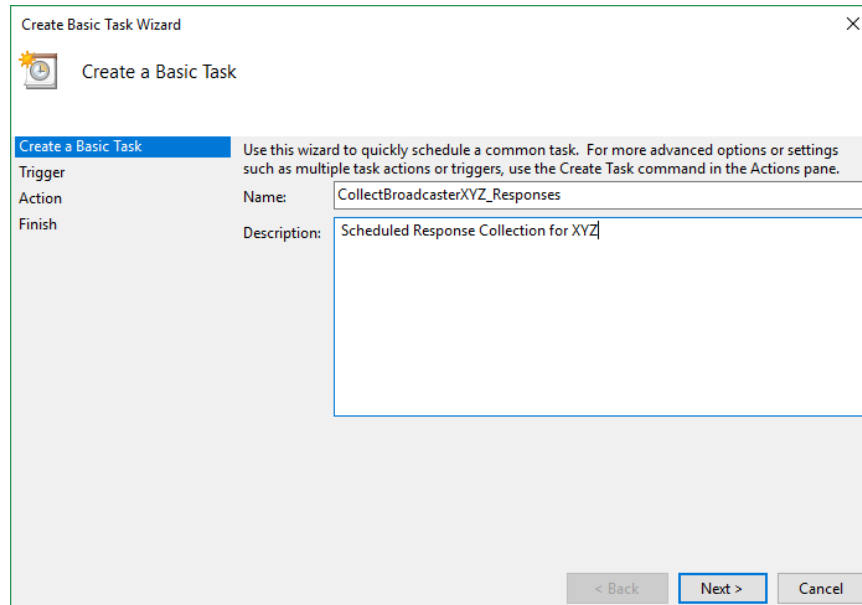 Create Basic Task Wizard
Create a Basic Task
Create a Basic Task
Trigger
Action
Finish
Use this wizard to quickly schedule a common task. For more advanced options or settings
such as multiple task actions or triggers, use the Create Task command in the Actions pane.
Name: CollectBroadcasterXYZ_Responses
Description: Scheduled Response Collection for XYZ
< Back Next > Cancel